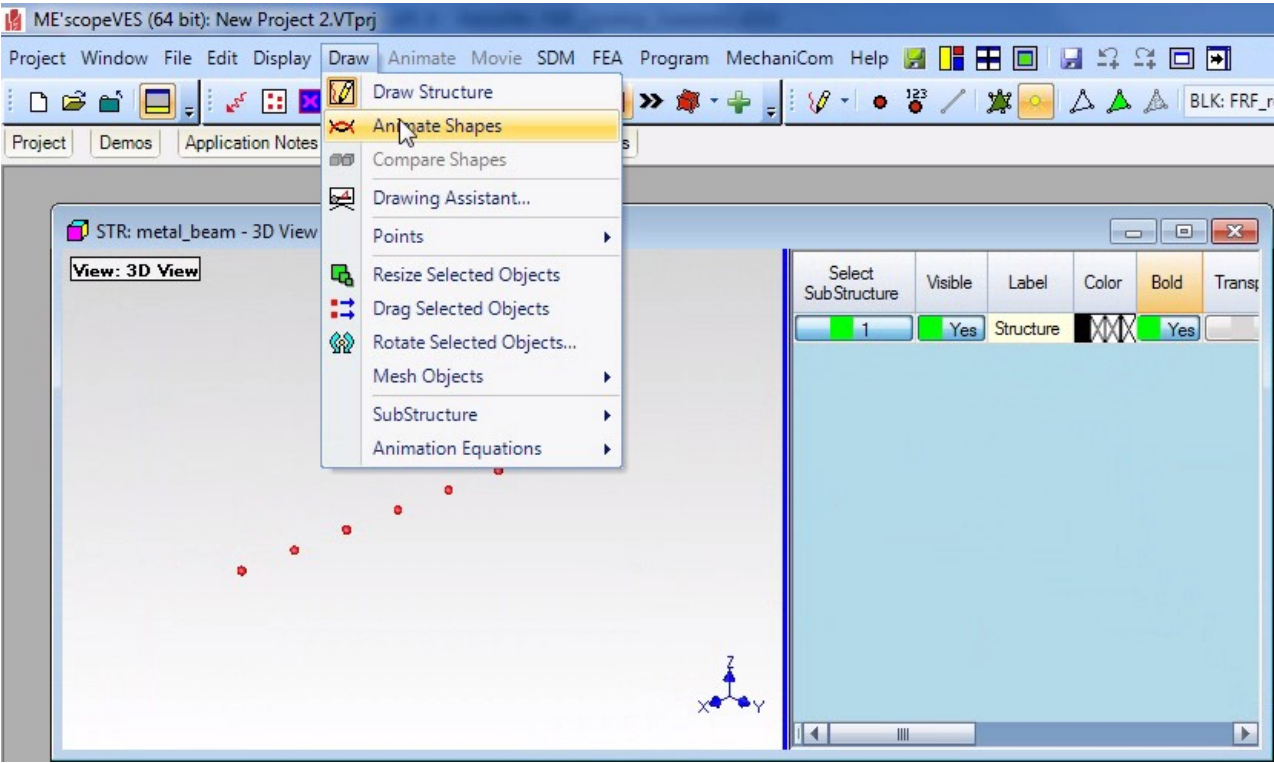 ME'scopeVES (64 bit): New Project 2.VTprj
Project Window File Edit Display Draw Animate Movie SDM FEA Program MechaniCom Help
123
BLK: FRF_r
Project Demos Application Notes s
Draw Structure
Animate Shapes
Compare Shapes
Drawing Assistant...
Points
Resize Selected Objects
Drag Selected Objects
Rotate Selected Objects...
Mesh Objects
SubStructure
Animation Equations
STR: metal_beam - 3D View
View: 3D View
Select SubStructure Visible Label Color Bold Transp
1 Yes Structure Yes
Z
X Y